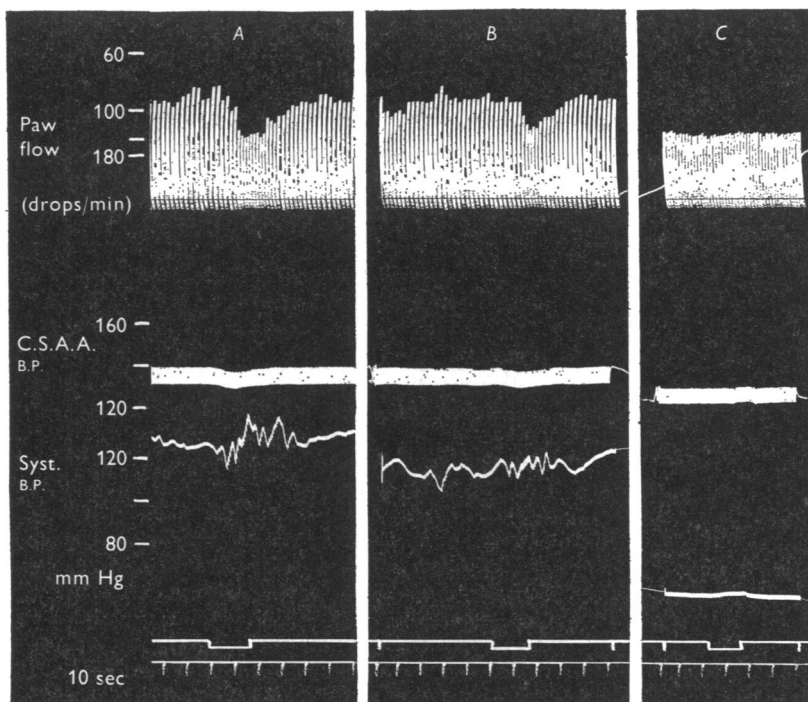 A B C
60
100
Paw
flow
180
(drops/min)
160
C.S.A.A.
B.P.
120
120
Syst.
B.P.
80
mm Hg
10 sec